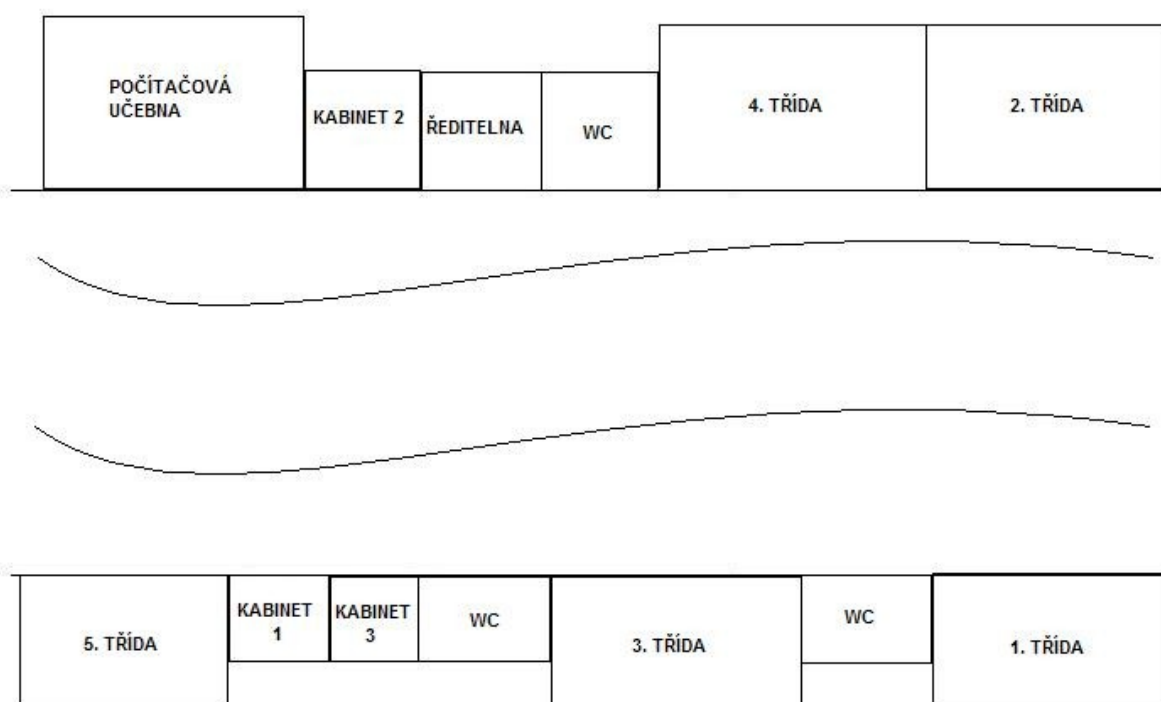 POČÍTAČOVÁ
UČEBNA
KABINET 2
ŘEDITELNA
WC
4. TŘÍDA
2. TŘÍDA
5. TŘÍDA
KABINET
1
KABINET
3
WC
3. TŘÍDA
WC
1. TŘÍDA